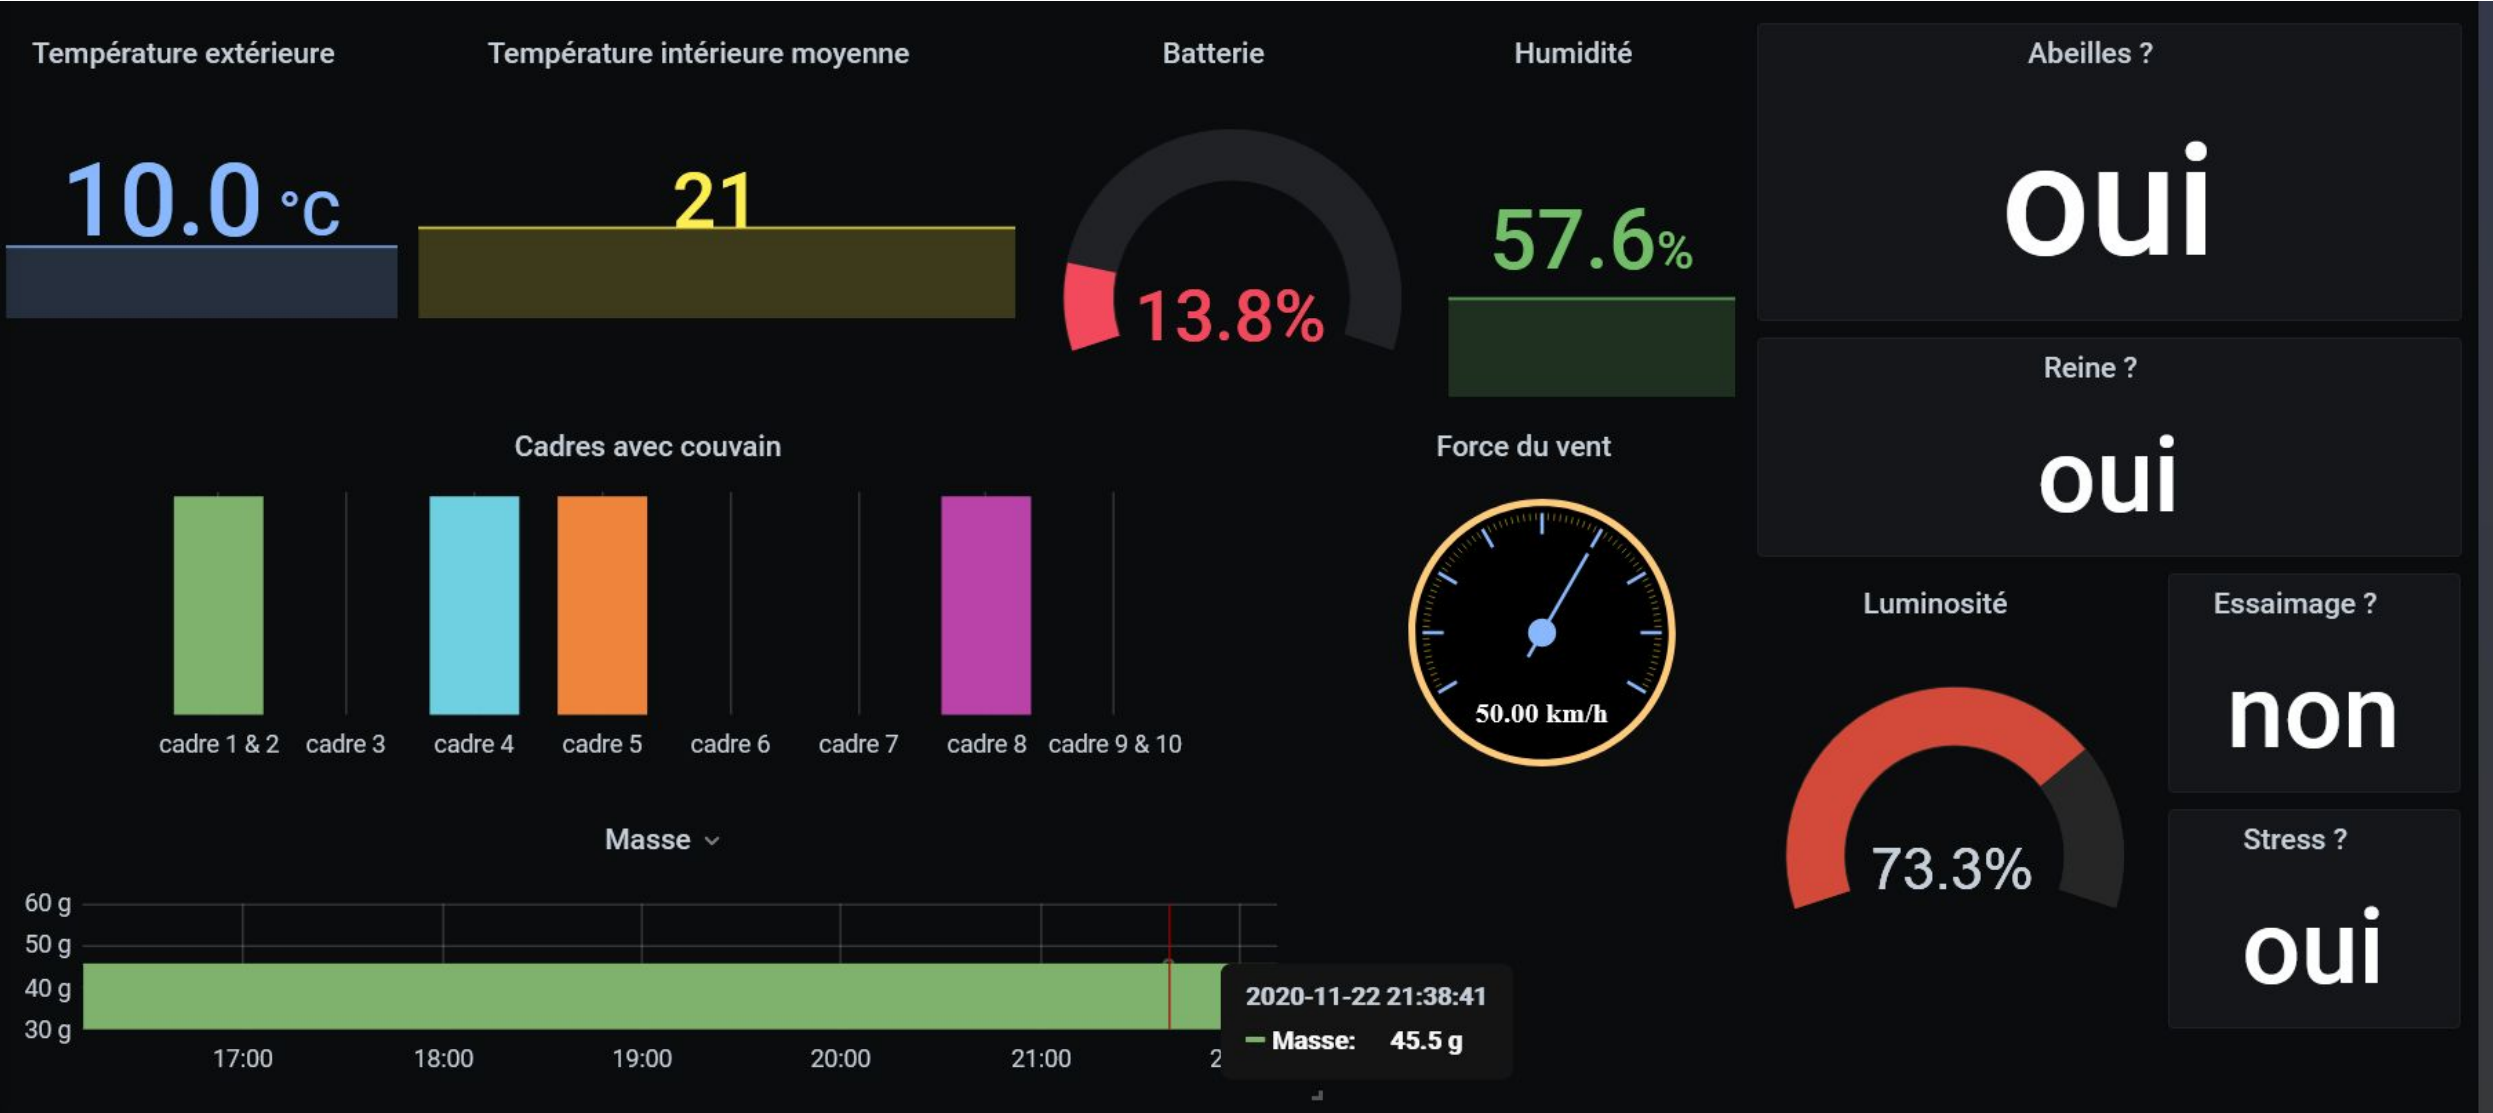 Température extérieure
10.0 °C
Température intérieure moyenne
21
Batterie
13.8%
Humidité
57.6%
Abeilles ?
oui
Reine ?
oui
Cadres avec couvain
cadre 1 & 2 cadre 3 cadre 4 cadre 5 cadre 6 cadre 7 cadre 8 cadre 9 & 10
Force du vent
50.00 km/h
Luminosité
73.3%
Essaimage ?
non
Stress ?
oui
Masse
60 g
50 g
40 g
30 g
17:00 18:00 19:00 20:00 21:00
2020-11-22 21:38:41
Masse: 45.5 g